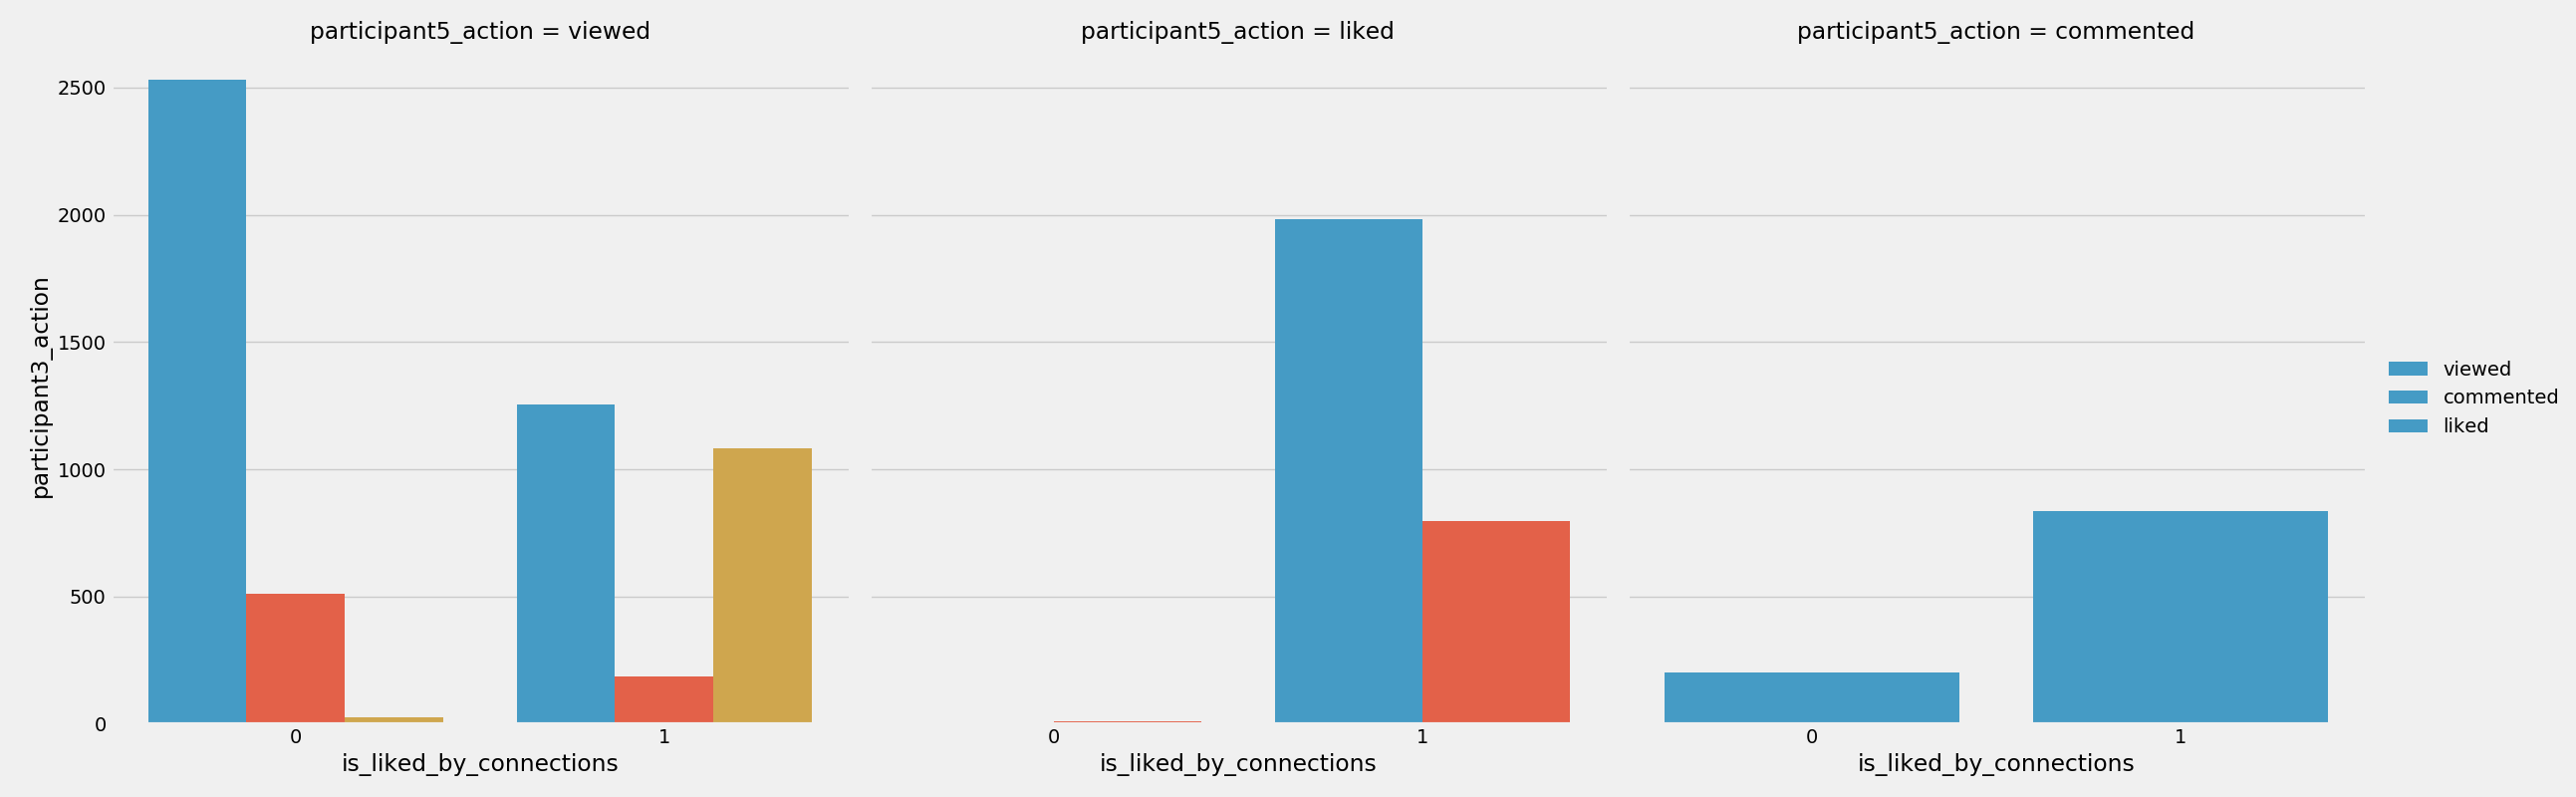 participant5_action = viewed
participant5_action = liked
participant5_action = commented
participant3_action
2500
2000
1500
1000
500
0
0
1
0
1
0
1
is_liked_by_connections
is_liked_by_connections
is_liked_by_connections
viewed
commented
liked